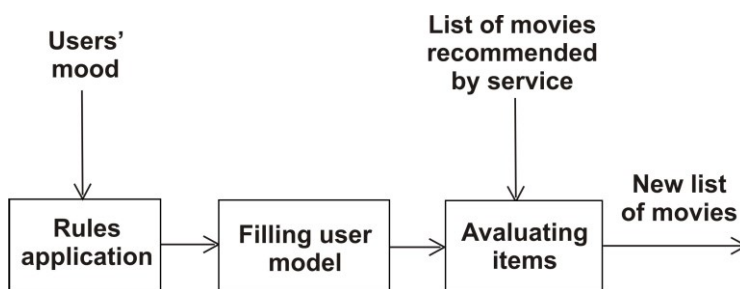 Users’
mood
List of movies
recommended
by service
Rules
application
Filling user
model
Avaluating
items
New list
of movies